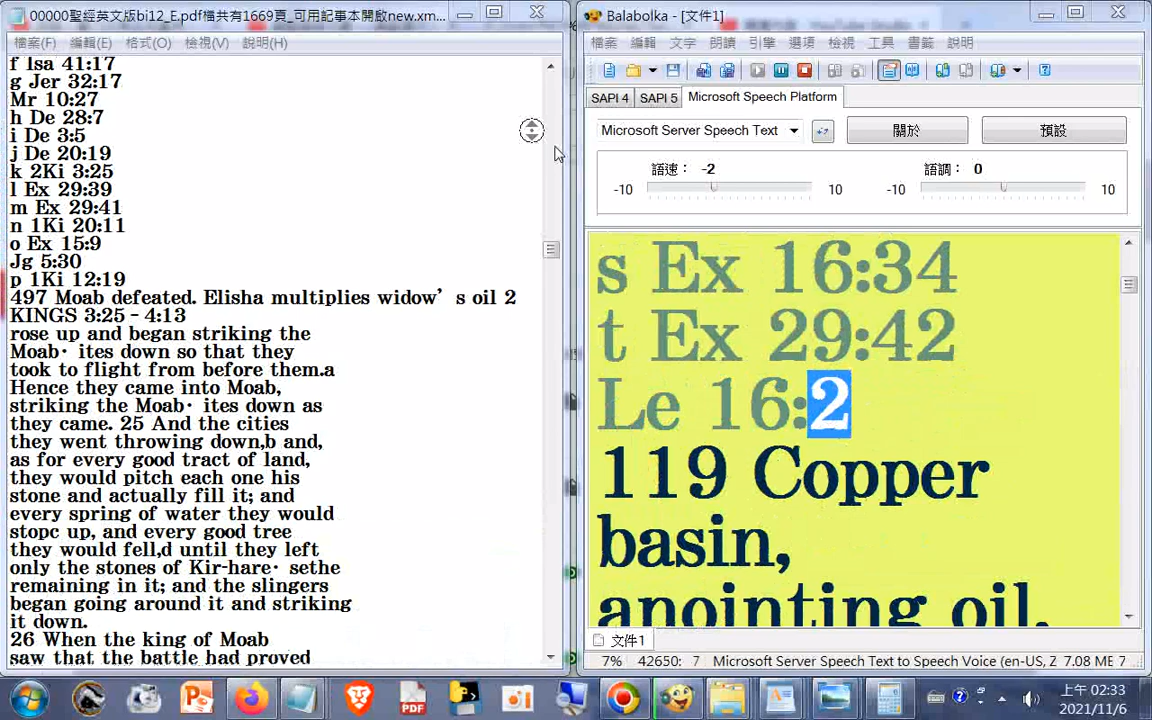 00000聖經英文版bi12_E.pdf檔共有1669頁_可用記事本開啟new.xm...
檔案(F) 編輯(E) 格式(O) 檢視(V) 說明(H)
f Isa 41:17
g Jer 32:17
Mr 10:27
h De 28:7
i De 3:5
j De 20:19
k 2Ki 3:25
l Ex 29:39
m Ex 29:41
n 1Ki 20:11
o Ex 15:9
Jg 5:30
p 1Ki 12:19
497 Moab defeated. Elisha multiplies widow’s oil 2
KINGS 3:25 - 4:13
rose up and began striking the
Moab· ites down so that they
took to flight from before them.a
Hence they came into Moab,
striking the Moab· ites down as
they came. 25 And the cities
they went throwing down,b and,
as for every good tract of land,
they would pitch each one his
stone and actually fill it; and
every spring of water they would
stopc up, and every good tree
they would fell,d until they left
only the stones of Kir-hare· sethe
remaining in it; and the slingers
began going around it and striking
it down.
26 When the king of Moab
saw that the battle had proved
Balabolka - [文件1]
檔案 編輯 文字 朗讀 引擎 選項 檢視 工具 書籤 說明
SAPI 4 SAPI 5 Microsoft Speech Platform
Microsoft Server Speech Text 關於 預設
語速： -2 語調： 0
-10 10 -10 10
s Ex 16:34
t Ex 29:42
Le 16:2
119 Copper
basin,
anointing oil.
文件1
7% 42650: 7 Microsoft Server Speech Text to Speech Voice (en-US, Z 7.08 ME 7
PDF
上午 02:33
2021/11/6